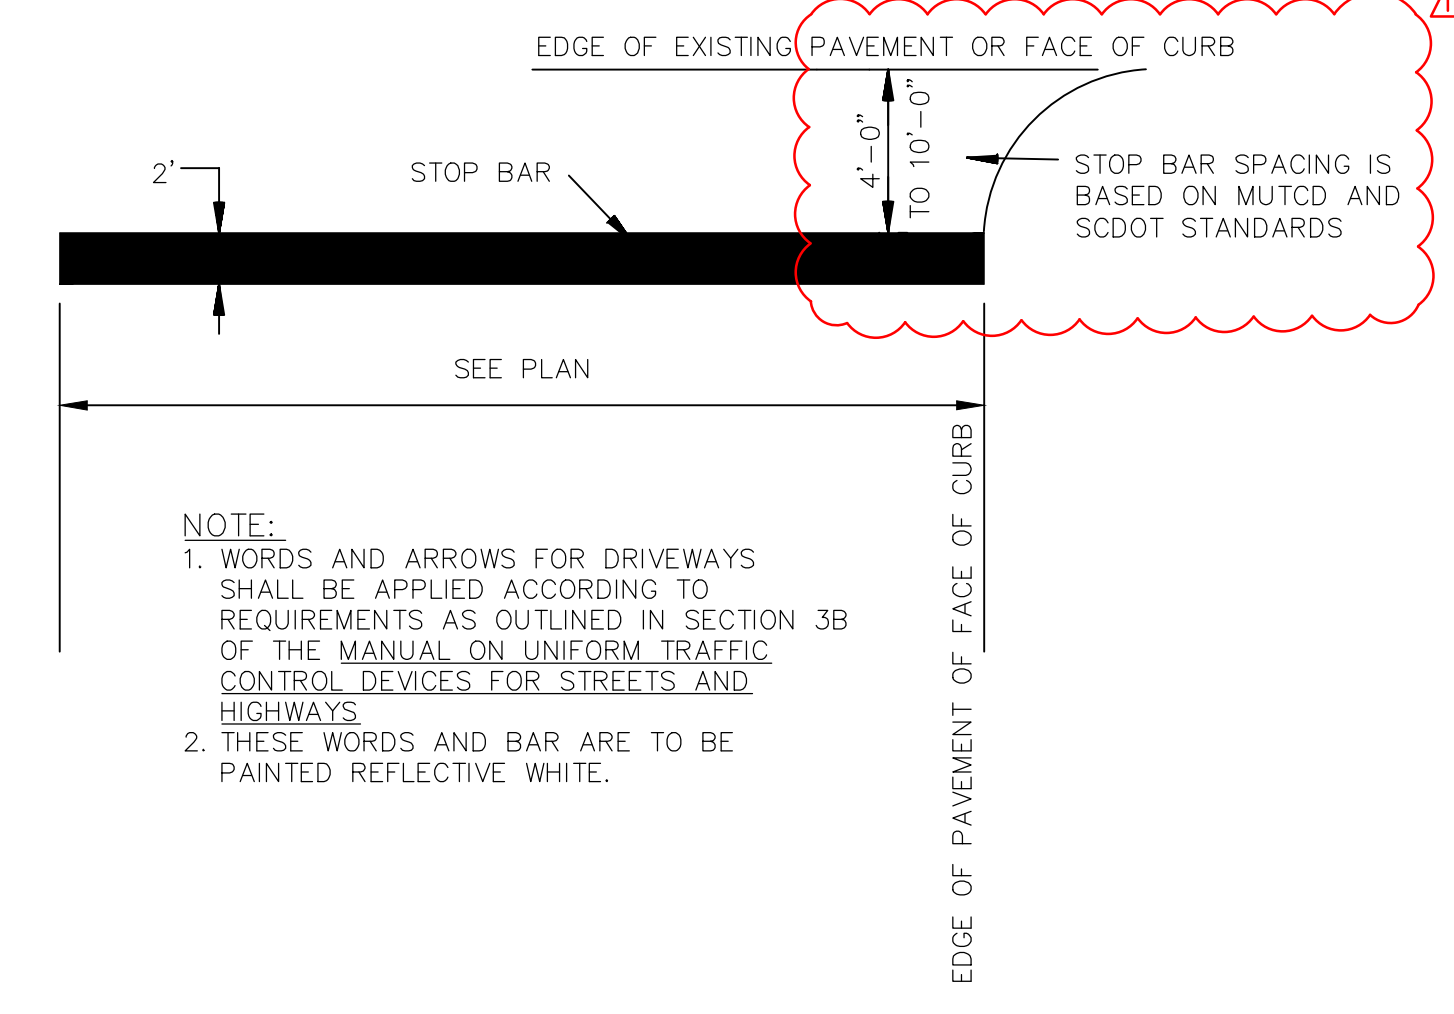 EDGE OF EXISTING PAVEMENT OR FACE OF CURB
4'-0"
TO 10'-0"
2'
STOP BAR
STOP BAR SPACING IS
BASED ON MUTCD AND
SCDOT STANDARDS
SEE PLAN
EDGE OF PAVEMENT OF FACE OF CURB
NOTE:
1. WORDS AND ARROWS FOR DRIVEWAYS
SHALL BE APPLIED ACCORDING TO
REQUIREMENTS AS OUTLINED IN SECTION 3B
OF THE MANUAL ON UNIFORM TRAFFIC
CONTROL DEVICES FOR STREETS AND
HIGHWAYS
2. THESE WORDS AND BAR ARE TO BE
PAINTED REFLECTIVE WHITE.